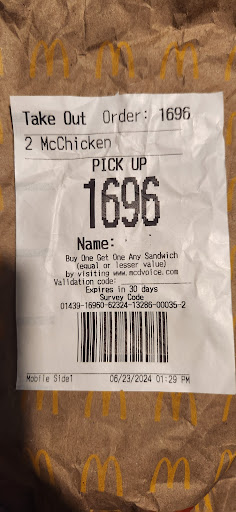 Take Out Order: 1696
2 McChicken
PICK UP
1696
Name:
Buy One Get One Any Sandwich
(equal or lesser value)
by visiting www.mcdvoice.com
Validation code:
Expires in 30 days
Survey Code
01439-16960-62324-13286-00035-2
Mobile Side1 06/23/2024 01:29 PM